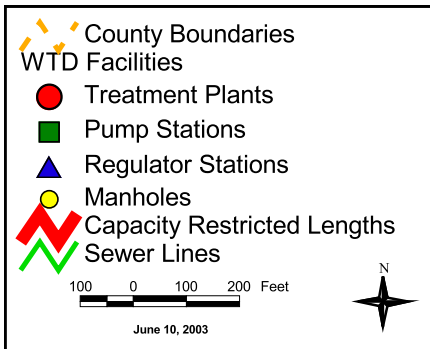 County Boundaries
WTD Facilities
Treatment Plants
Pump Stations
Regulator Stations
Manholes
Capacity Restricted Lengths
Sewer Lines
100 0 100 200 Feet
N
June 10, 2003